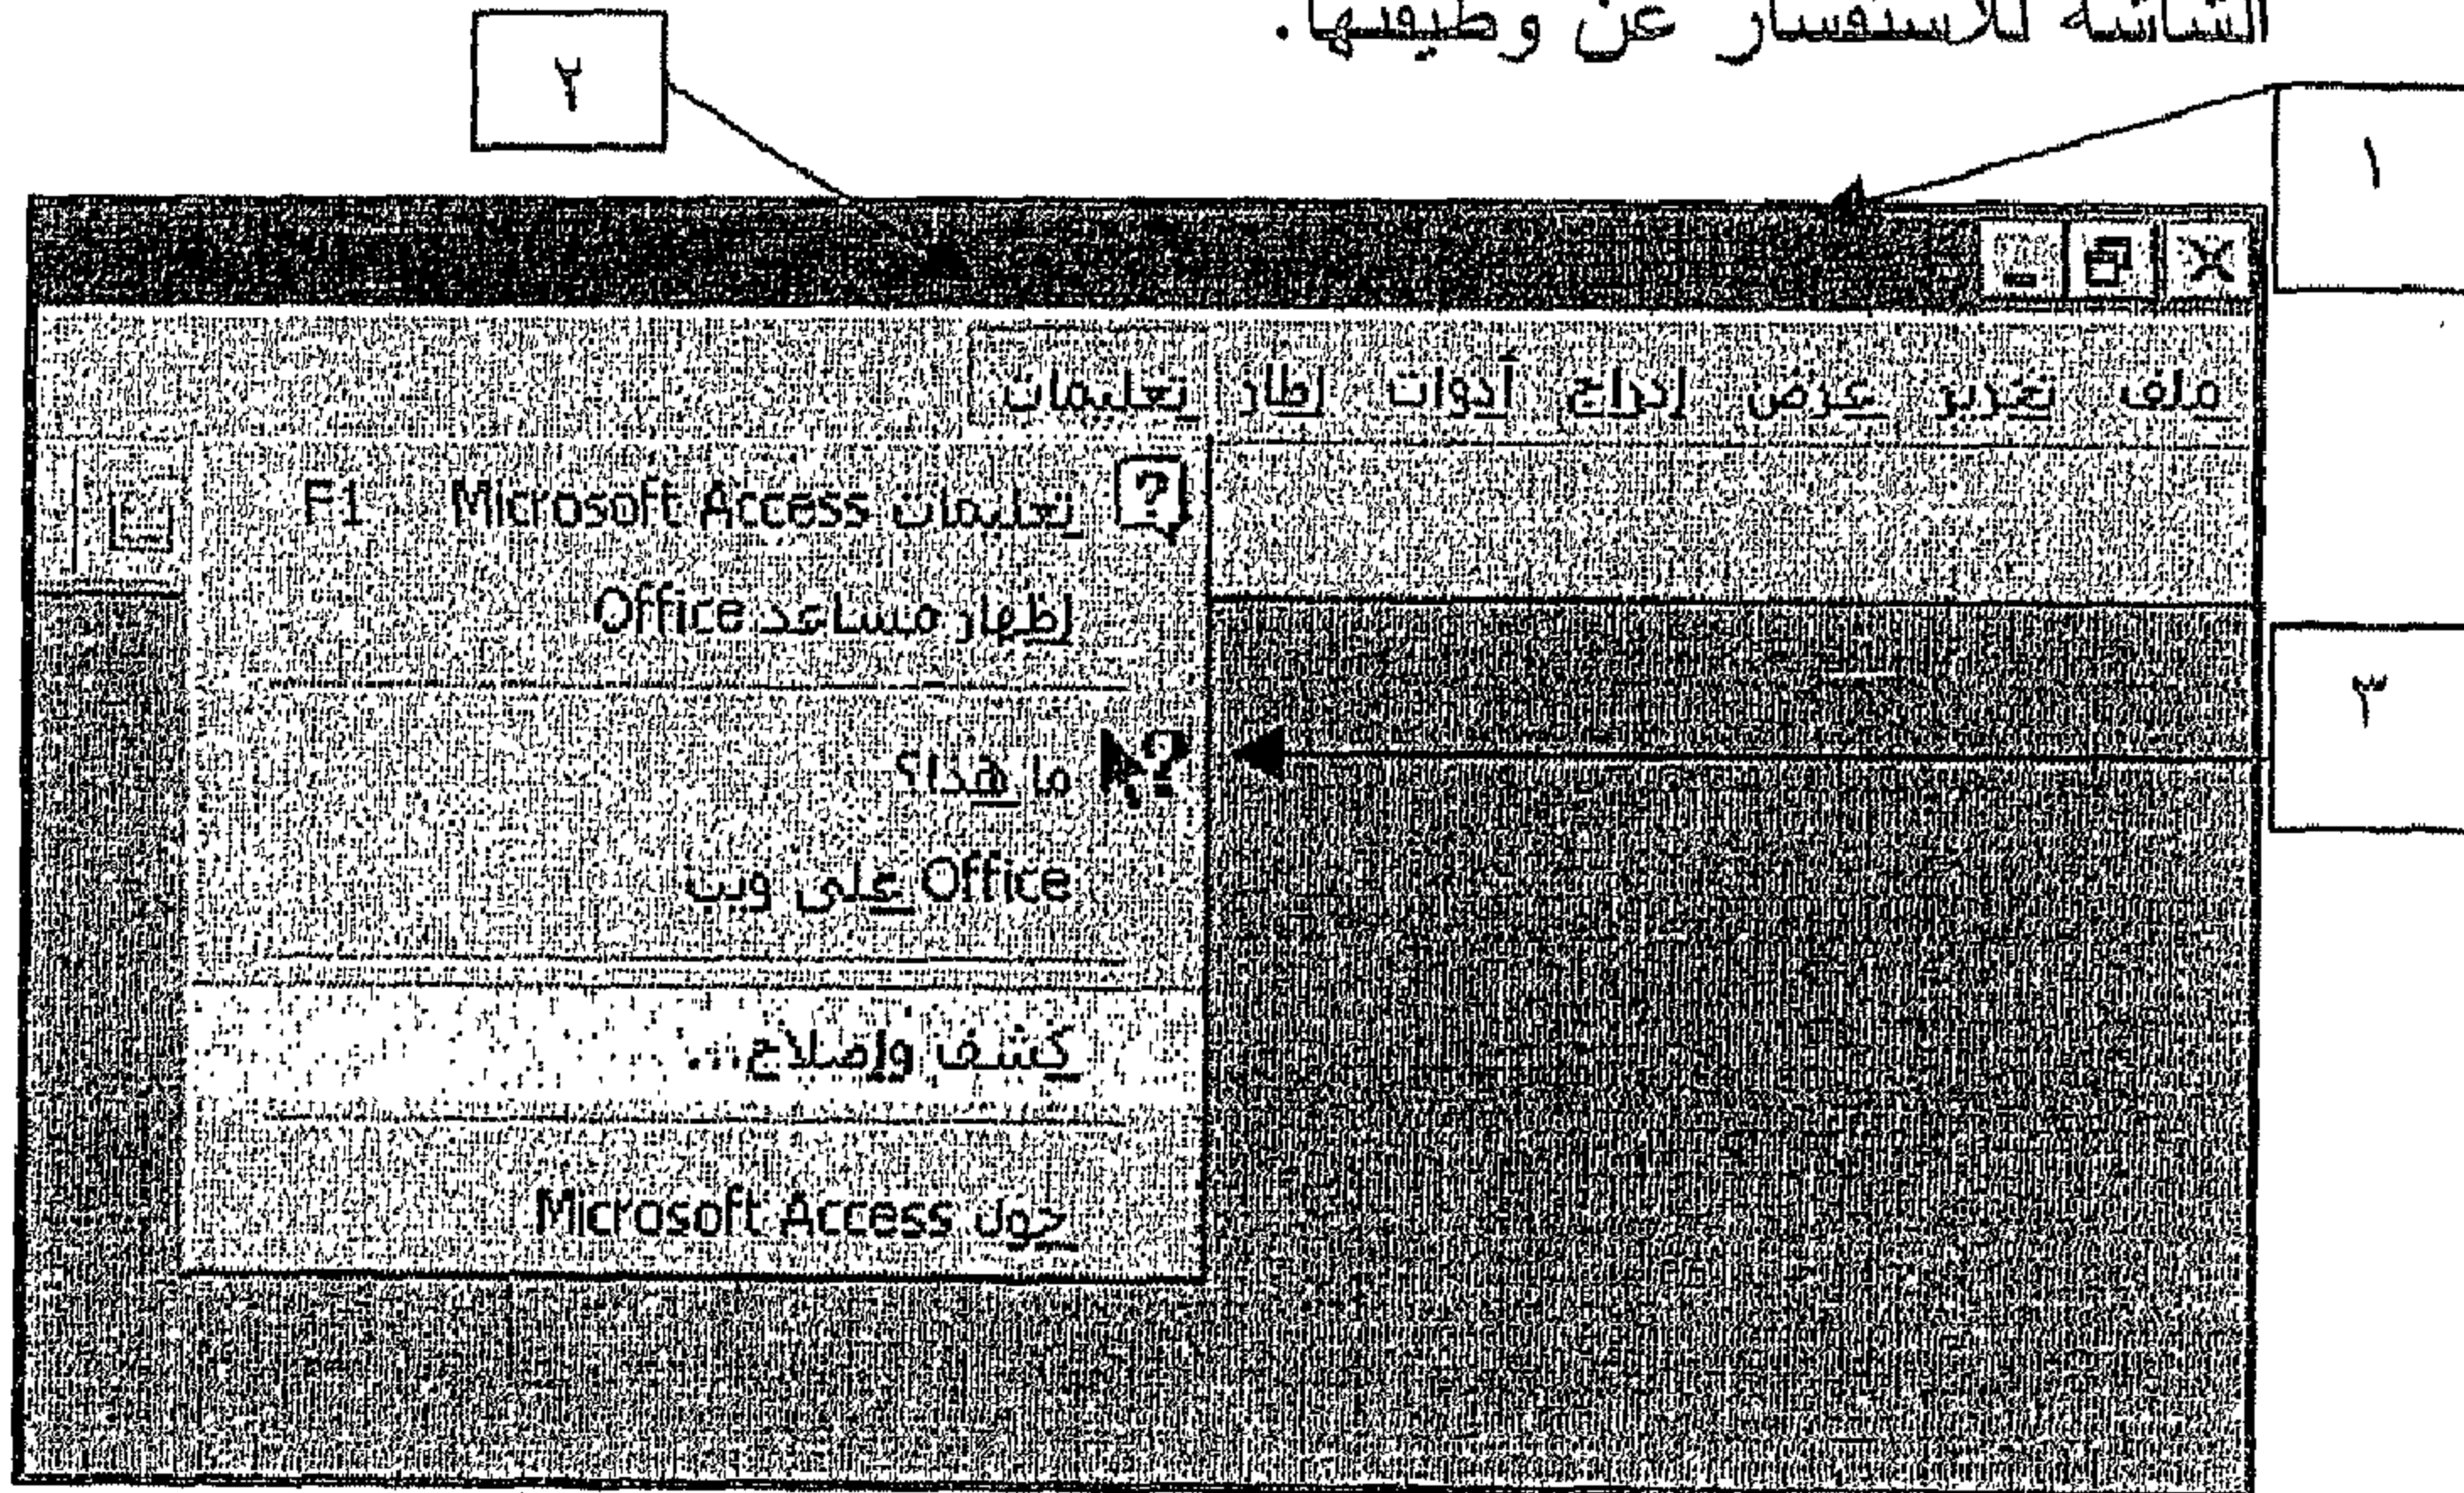 الشاشة للاستفسار عن وظيفتها.
٢
١
ملف تحرير عرض إدراج أدوات إطار تعليمات
تعليمات Microsoft Access F1
إظهار مساعد Office
ما هذا؟
٣
Office على ويب
كشف وإصلاح...
حول Microsoft Access